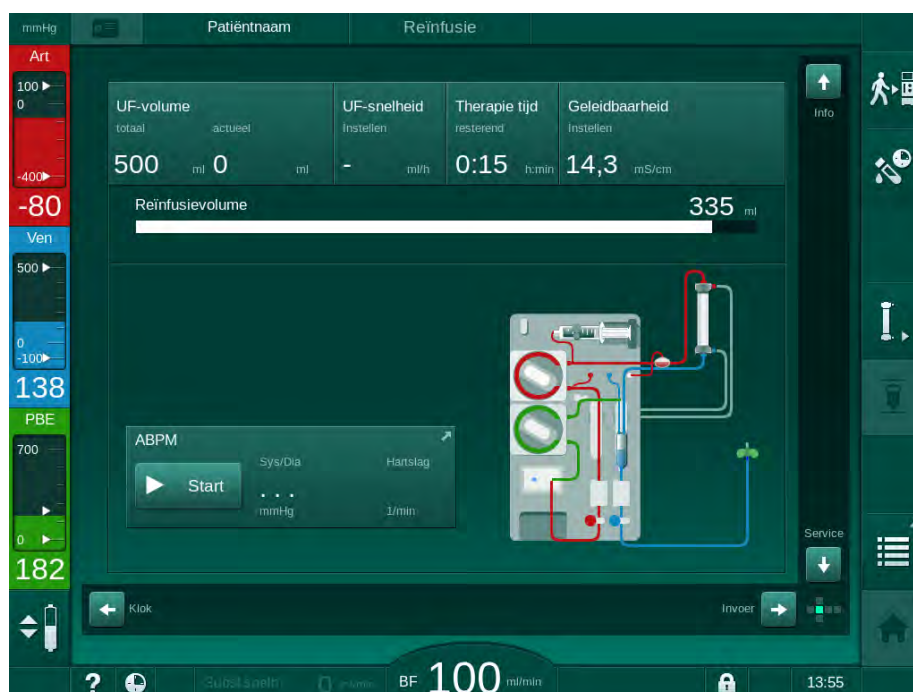 mmHg Patiëntnaam Reïnfusie
Art
100
0
-400
-80
Ven
500
0
-100
138
PBE
700
0
182
UF-volume UF-snelheid Therapie tijd Geleidbaarheid
totaal actueel Instellen resterend Instellen
500 ml 0 ml - ml/h 0:15 h:min 14,3 mS/cm
Reïnfusievolume 335 ml
Info
ABPM
Sys/Dia Hartslag
Start . . .
mmHg 1/min
Service
Klok Invoer
? BF 100 ml/min 13:55